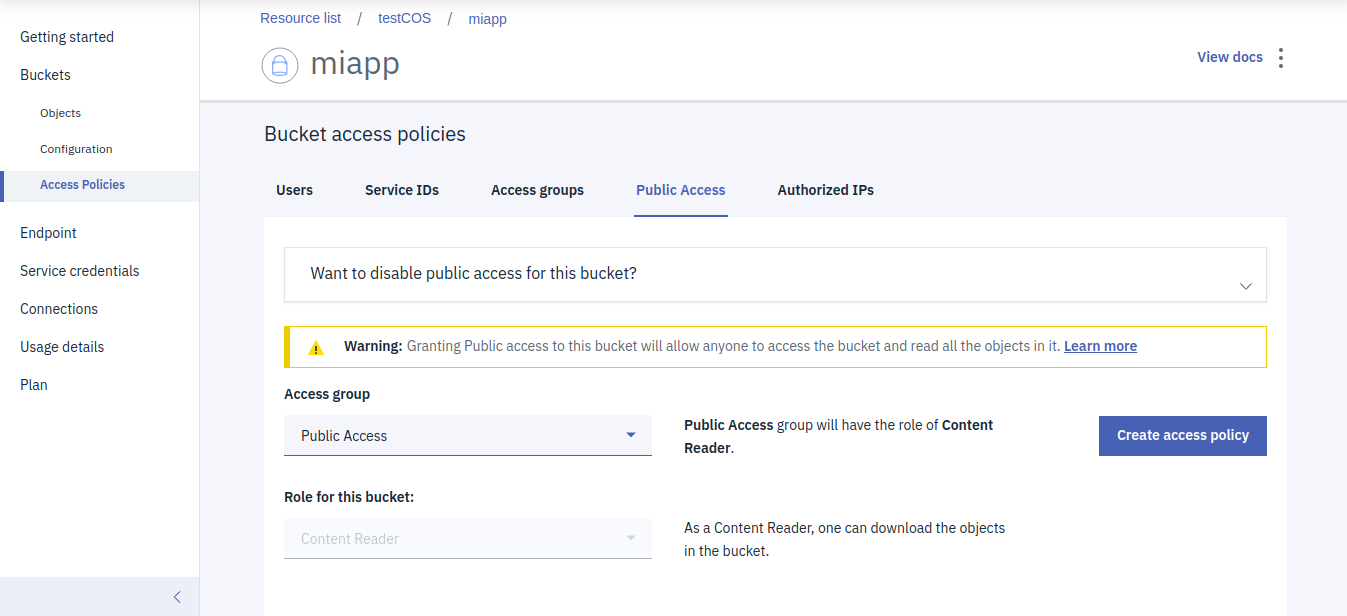 Resource list / testCOS / miapp
miapp
View docs
Getting started
Buckets
Objects
Configuration
Access Policies
Endpoint
Service credentials
Connections
Usage details
Plan
Bucket access policies
Users Service IDs Access groups Public Access Authorized IPs
Want to disable public access for this bucket?
Warning: Granting Public access to this bucket will allow anyone to access the bucket and read all the objects in it. Learn more
Access group
Public Access
Public Access group will have the role of Content
Reader.
Create access policy
Role for this bucket:
Content Reader
As a Content Reader, one can download the objects
in the bucket.